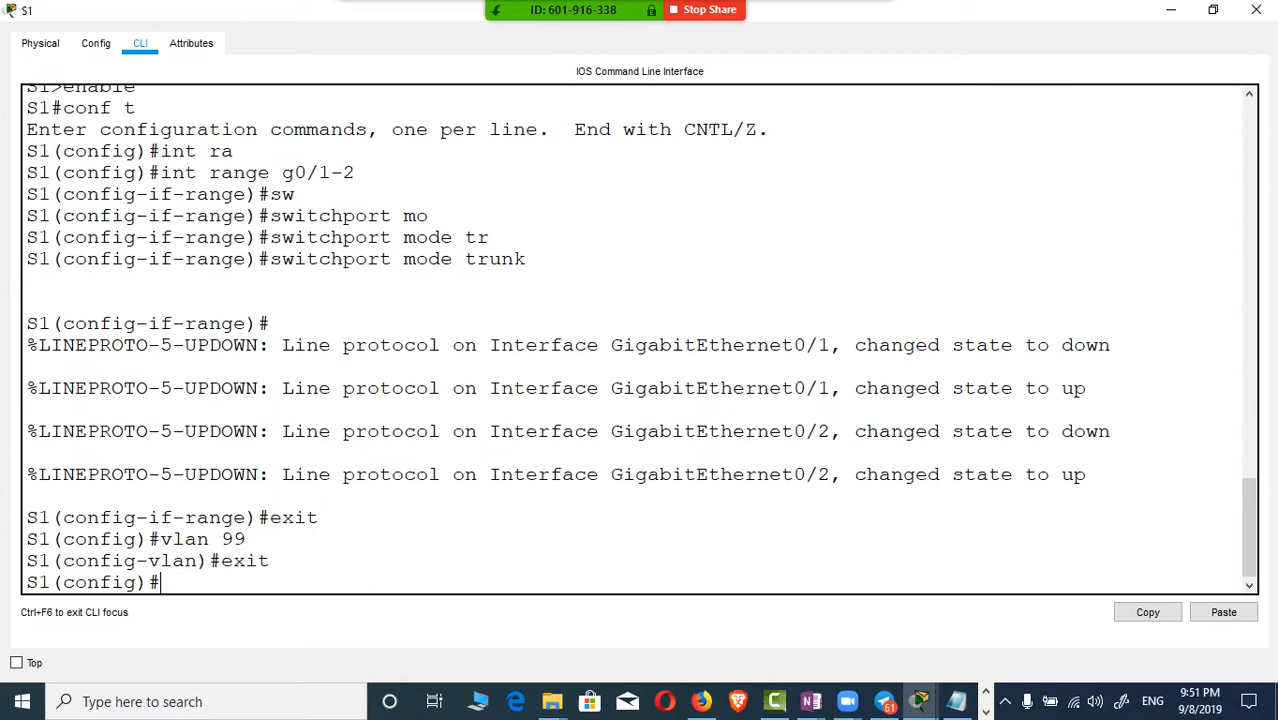 S1
ID: 601-916-338
Stop Share
Physical
Config
CLI
Attributes
IOS Command Line Interface
S1>enable
S1#conf t
Enter configuration commands, one per line.  End with CNTL/Z.
S1(config)#int ra
S1(config)#int range g0/1-2
S1(config-if-range)#sw
S1(config-if-range)#switchport mo
S1(config-if-range)#switchport mode tr
S1(config-if-range)#switchport mode trunk
S1(config-if-range)#
%LINEPROTO-5-UPDOWN: Line protocol on Interface GigabitEthernet0/1, changed state to down
%LINEPROTO-5-UPDOWN: Line protocol on Interface GigabitEthernet0/1, changed state to up
%LINEPROTO-5-UPDOWN: Line protocol on Interface GigabitEthernet0/2, changed state to down
%LINEPROTO-5-UPDOWN: Line protocol on Interface GigabitEthernet0/2, changed state to up
S1(config-if-range)#exit
S1(config)#vlan 99
S1(config-vlan)#exit
S1(config)#
Ctrl+F6 to exit CLI focus
Copy
Paste
Top
Type here to search
61
ENG
9:51 PM
9/8/2019